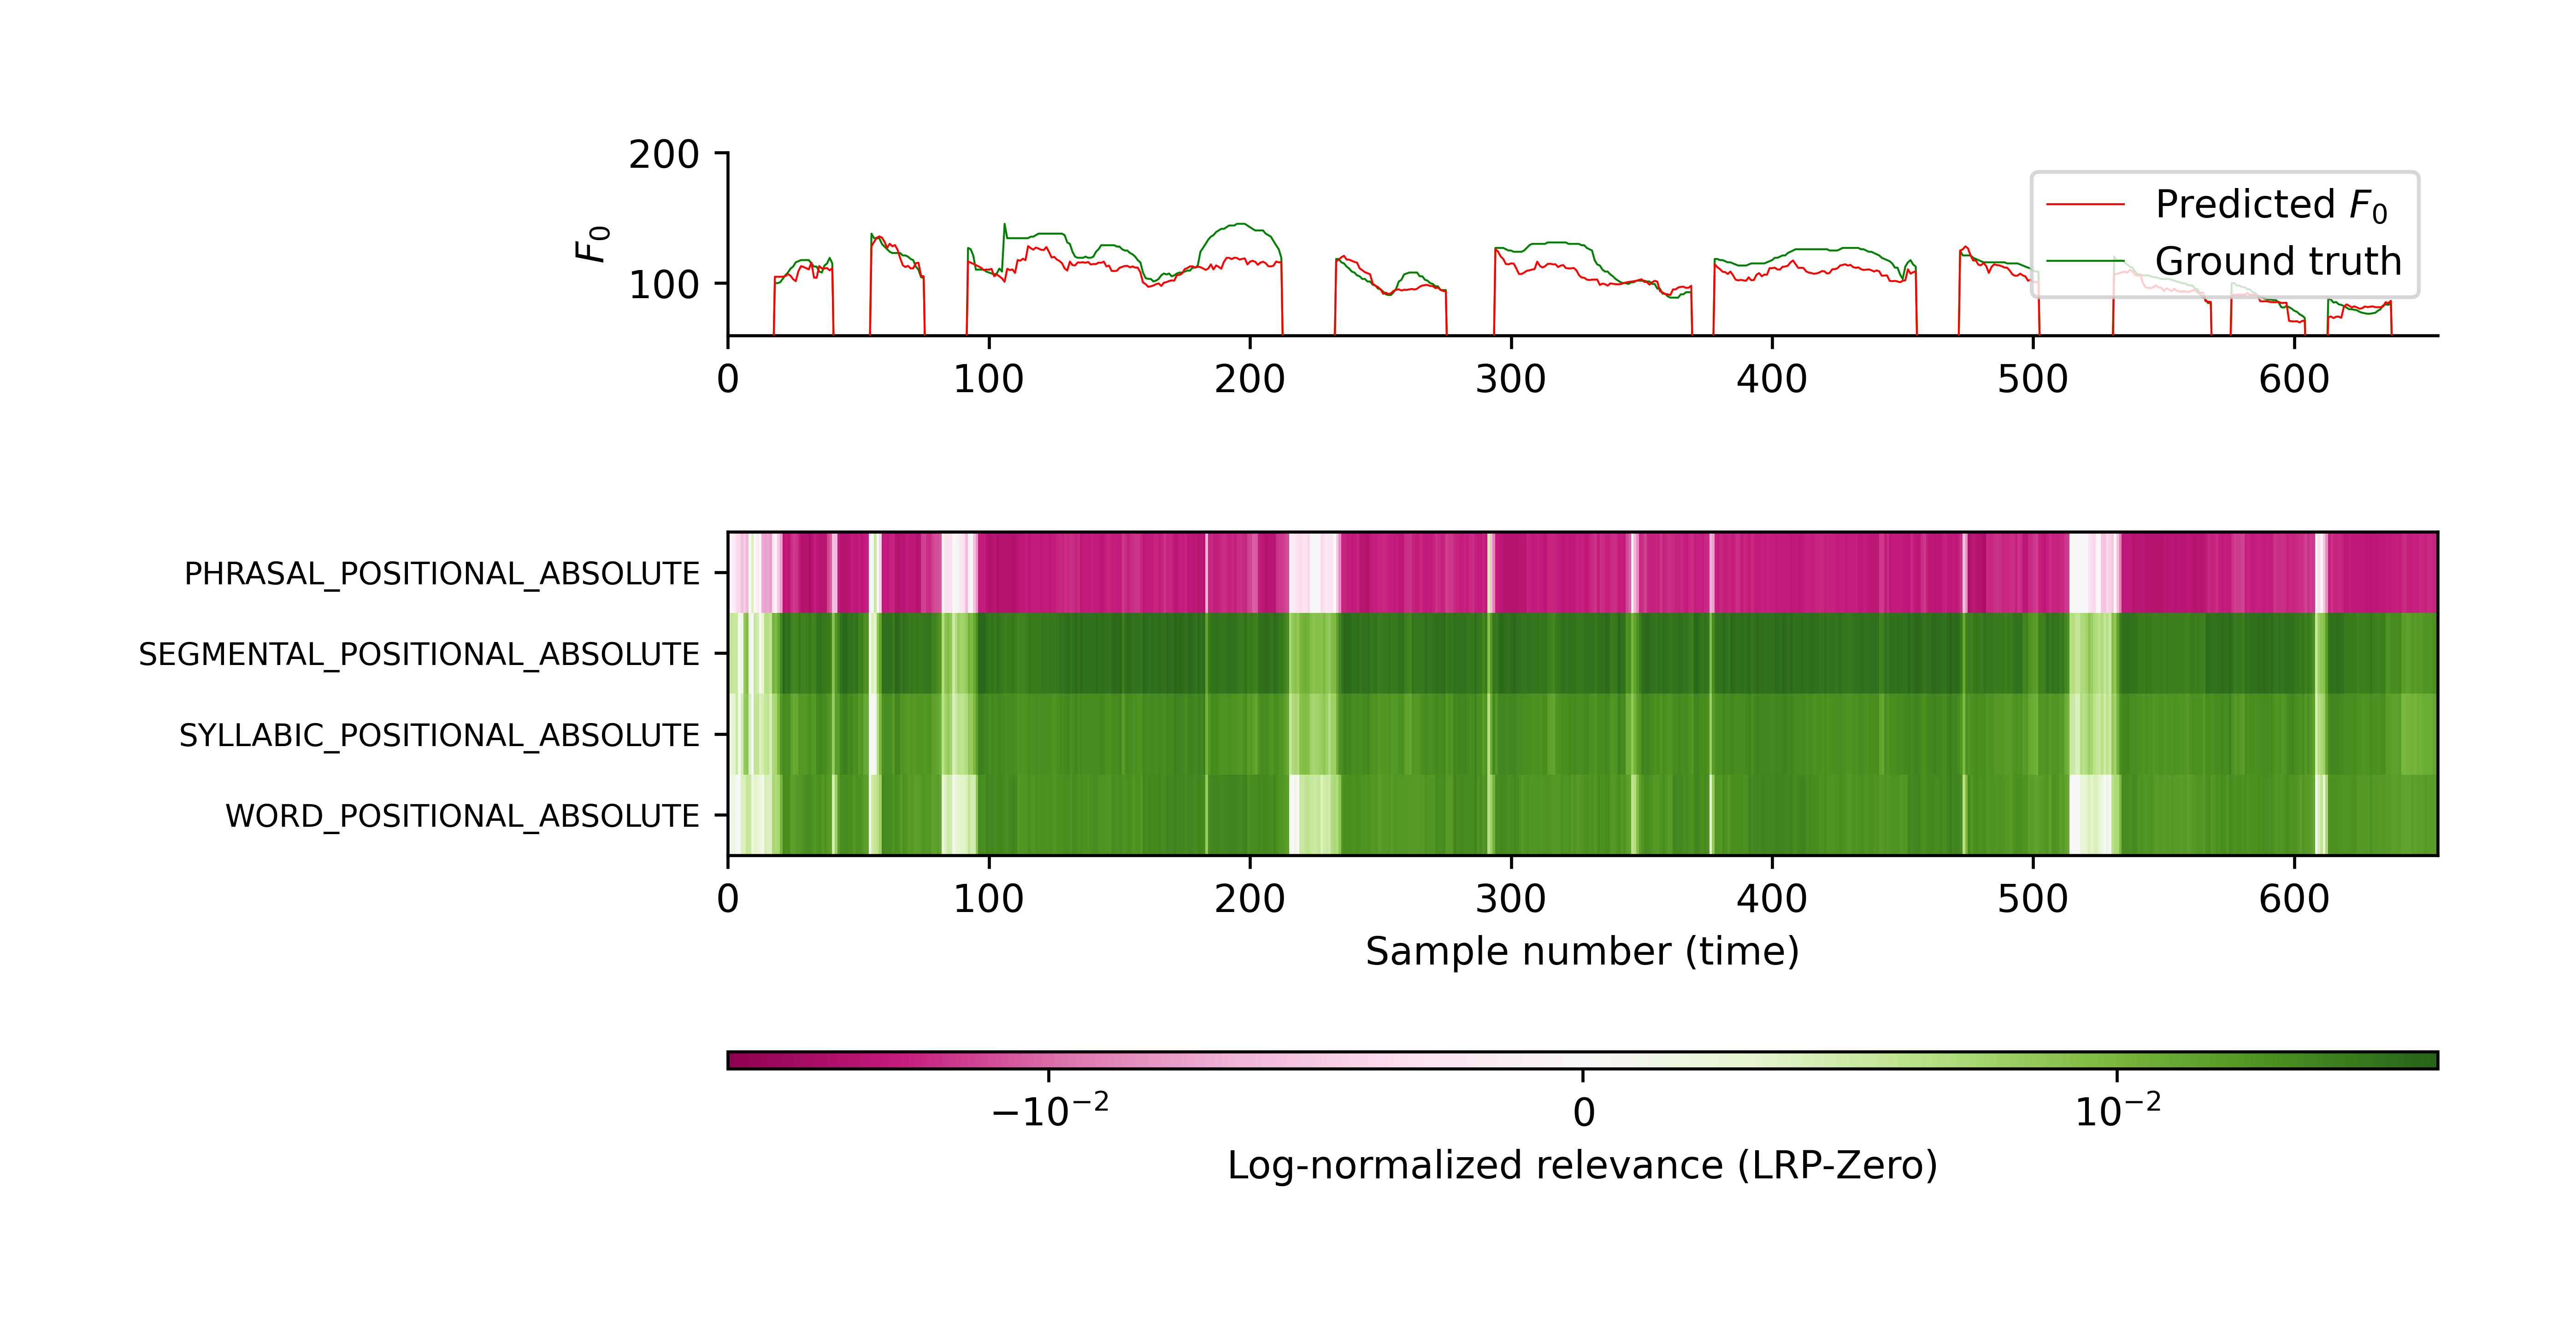 200
100
F0
Predicted F0
Ground truth
0 100 200 300 400 500 600
PHRASAL_POSITIONAL_ABSOLUTE
SEGMENTAL_POSITIONAL_ABSOLUTE
SYLLABIC_POSITIONAL_ABSOLUTE
WORD_POSITIONAL_ABSOLUTE
0 100 200 300 400 500 600
Sample number (time)
−10⁻² 0 10⁻²
Log-normalized relevance (LRP-Zero)